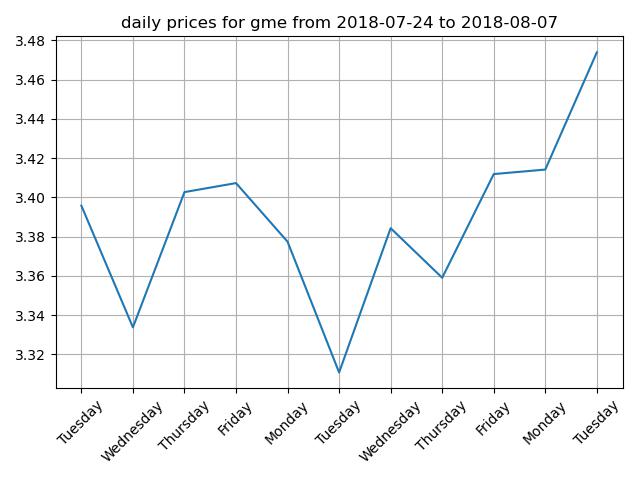 daily prices for gme from 2018-07-24 to 2018-08-07
3.48
3.46
3.44
3.42
3.40
3.38
3.36
3.34
3.32
Tuesday
Wednesday
Thursday
Friday
Monday
Tuesday
Wednesday
Thursday
Friday
Monday
Tuesday